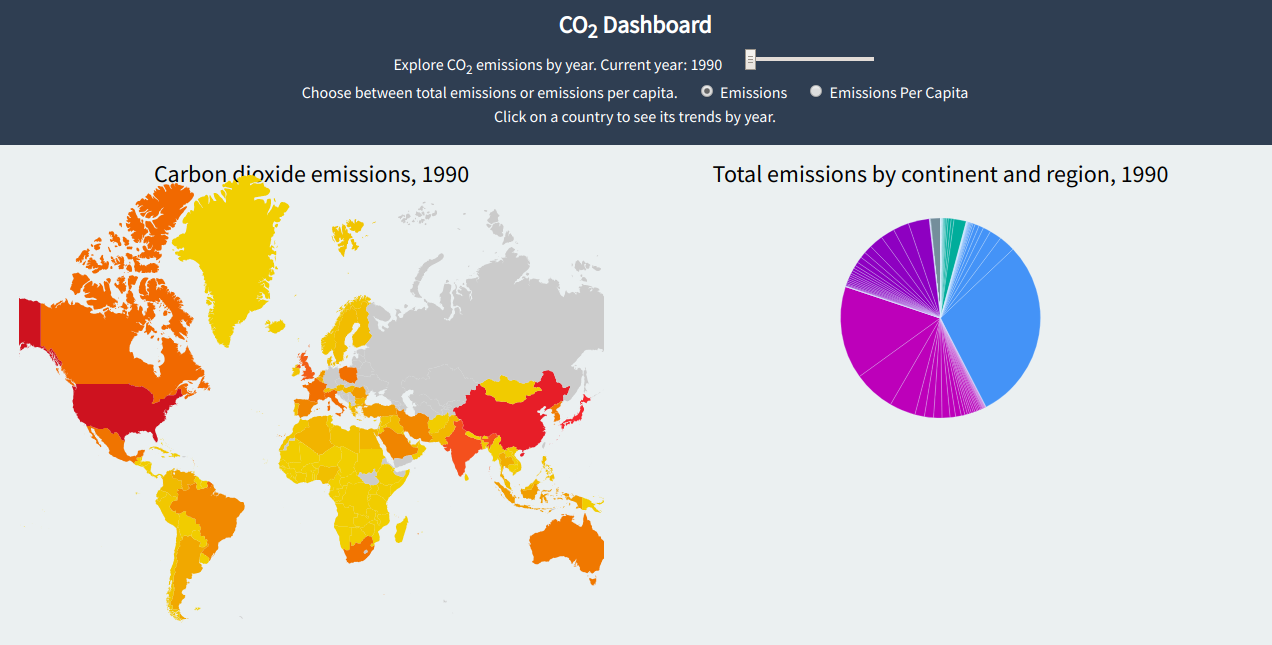 CO2 Dashboard
Explore CO2 emissions by year. Current year: 1990
Choose between total emissions or emissions per capita. Emissions Emissions Per Capita
Click on a country to see its trends by year.
Carbon dioxide emissions, 1990
Total emissions by continent and region, 1990